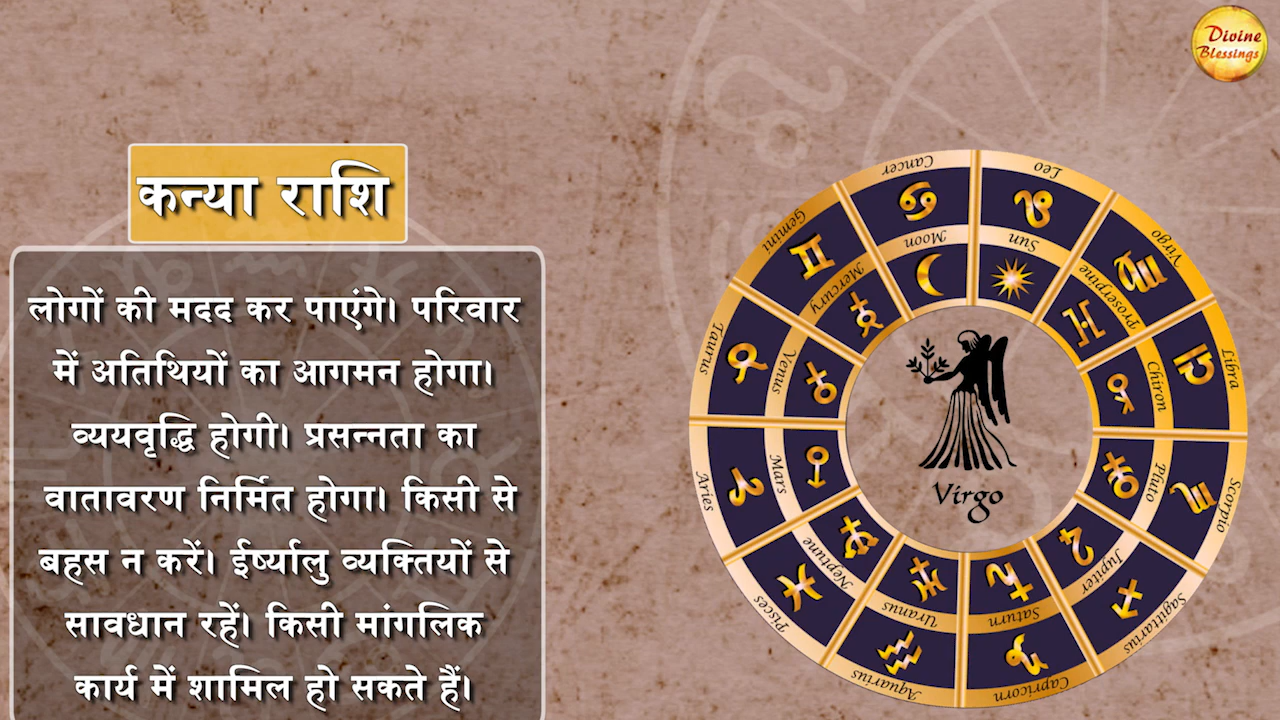 Divine
Blessings
कन्या राशि
लोगों की मदद कर पाएंगे। परिवार
में अतिथियों का आगमन होगा।
व्ययवृद्धि होगी। प्रसन्नता का
वातावरण निर्मित होगा। किसी से
बहस न करें। ईर्ष्यालु व्यक्तियों से
सावधान रहें। किसी मांगलिक
कार्य में शामिल हो सकते हैं।
Cancer
Leo
Virgo
Libra
Scorpio
Sagittarius
Capricorn
Aquarius
Pisces
Aries
Taurus
Gemini
Moon
Sun
Proserpine
Chiron
Pluto
Jupiter
Saturn
Uranus
Neptune
Mars
Venus
Mercury
Virgo